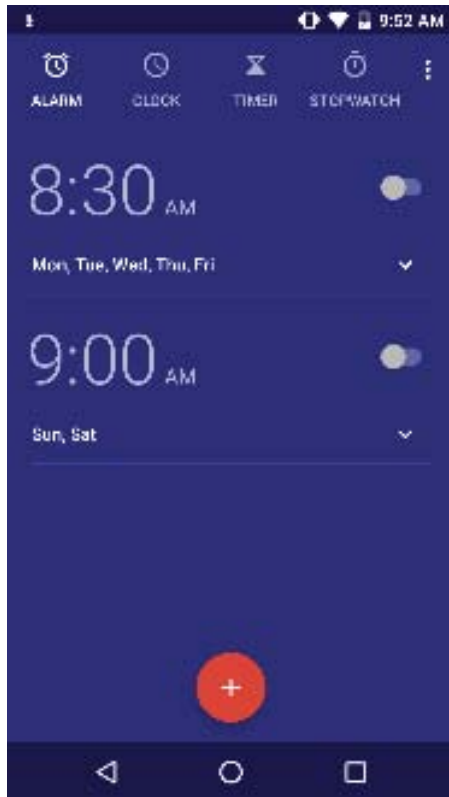 9:52 AM
ALARM CLOCK TIMER STOPWATCH
8:30 AM
Mon, Tue, Wed, Thu, Fri
9:00 AM
Sun, Sat